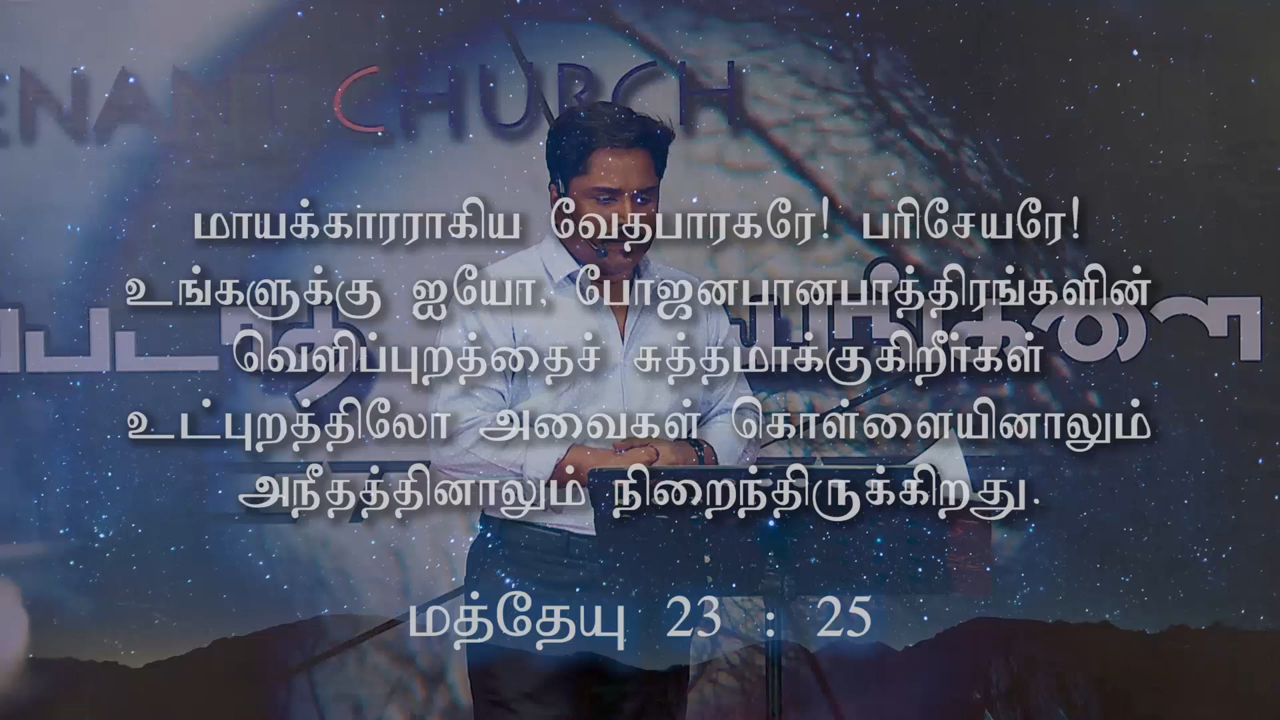 CHURCH
மாயக்காரராகிய வேதபாரகரே! பரிசேயரே!
உங்களுக்கு ஐயோ, போஜனபானபாத்திரங்களின்
வெளிப்புறத்தைச் சுத்தமாக்குகிறீர்கள்
உட்புறத்திலோ அவைகள் கொள்ளையினாலும்
அநீதத்தினாலும் நிறைந்திருக்கிறது.
மத்தேயு 23 : 25